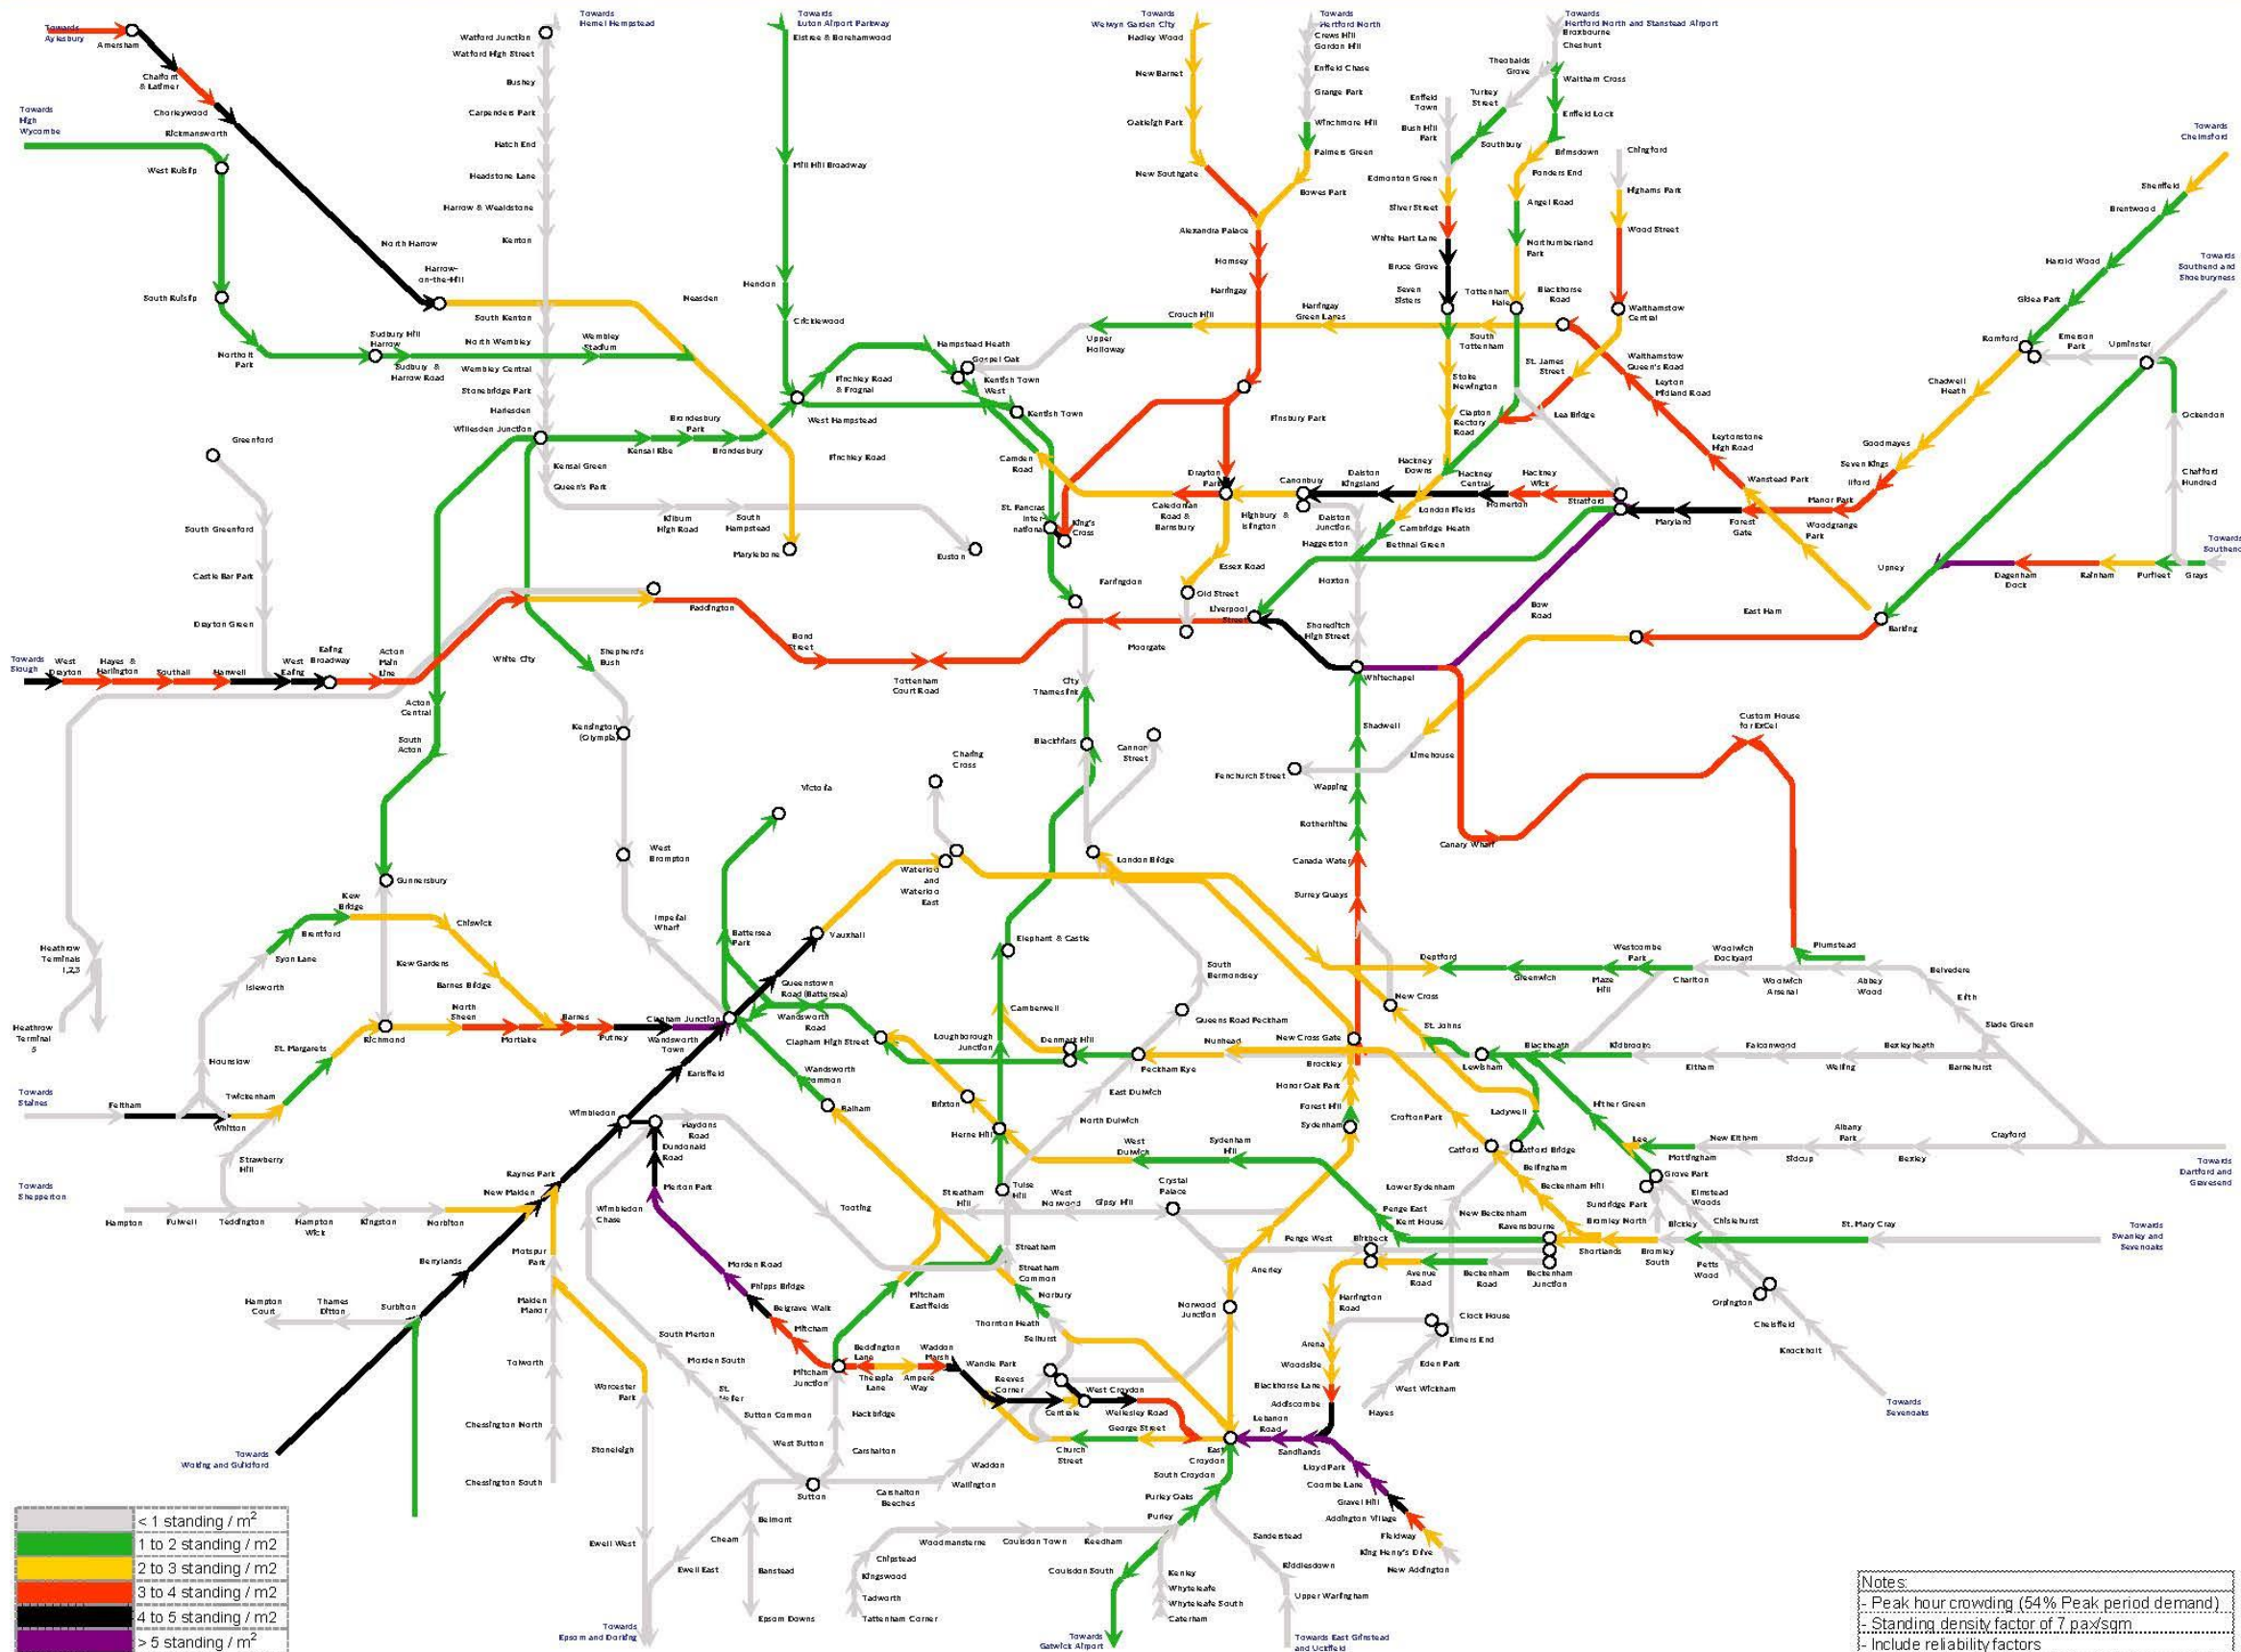 Towards
Aylesbury
Amersham
Chalfont
& Latimer
Chorleywood
Rickmansworth
Towards
High
Wycombe
West Ruislip
South Ruislip
Northolt
Park
North Harrow
Harrow-
on-the-Hill
Sudbury Hill
Harrow
Sudbury &
Harrow Road
Wembley
Stadium
Neasden
Towards
Hemel Hempstead
Watford Junction
Watford High Street
Bushey
Carpenders Park
Hatch End
Headstone Lane
Harrow & Wealdstone
Kenton
South Kenton
North Wembley
Wembley Central
Stonebridge Park
Harlesden
Willesden Junction
Kensal Green
Queen's Park
Kilburn
High Road
South
Hampstead
Euston
Marylebone
Kensal Rise
Brondesbury
Park
Brondesbury
Towards
Luton Airport Parkway
Elstree & Borehamwood
Mill Hill Broadway
Hendon
Cricklewood
West Hampstead
Finchley Road
& Frognal
Finchley Road
Hampstead Heath
Gospel Oak
Kentish Town
West
Kentish Town
Camden
Road
St. Pancras
Inter-
national
King's
Cross
Farringdon
Towards
Welwyn Garden City
Hadley Wood
New Barnet
Oakleigh Park
New Southgate
Alexandra Palace
Hornsey
Harringay
Finsbury Park
Drayton
Park
Towards
Hertford North
Crews Hill
Gordon Hill
Enfield Chase
Grange Park
Winchmore Hill
Palmers Green
Bowes Park
Crouch Hill
Harringay
Green Lanes
Upper
Holloway
Towards
Hertford North and Stanstead Airport
Broxbourne
Cheshunt
Theobalds
Grove
Waltham Cross
Turkey
Street
Enfield Lock
Southbury
Brimsdown
Ponders End
Angel Road
Northumberland
Park
Enfield
Town
Bush Hill
Park
Edmonton Green
Silver Street
White Hart Lane
Bruce Grove
Seven
Sisters
Tottenham
Hale
Blackhorse
Road
South
Tottenham
Stoke
Newington
Clapton
Rectory
Road
Hackney
Downs
Chingford
Highams Park
Wood Street
Walthamstow
Central
St. James
Street
Walthamstow
Queen's Road
Leyton
Midland Road
Lea Bridge
Leytonstone
High Road
Wanstead Park
Woodgrange
Park
Towards
Chelmsford
Shenfield
Brentwood
Harold Wood
Gidea Park
Romford
Emerson
Park
Upminster
Chadwell
Heath
Goodmayes
Seven Kings
Ilford
Manor Park
Forest
Gate
Maryland
Stratford
Towards
Southend and
Shoeburyness
Ockendon
Chafford
Hundred
Towards
Southend
Grays
Purfleet
Rainham
Dagenham
Dock
Upney
Barking
East Ham
Bow
Road
Canonbury
Dalston
Kingsland
Hackney
Central
Homerton
Hackney
Wick
Caledonian
Road &
Barnsbury
Highbury &
Islington
Dalston
Junction
Haggerston
Hoxton
Shoreditch
High Street
London Fields
Cambridge Heath
Bethnal Green
Essex Road
Old Street
Liverpool
Street
Moorgate
Whitechapel
Shadwell
Wapping
Rotherhithe
Canada Water
Surrey Quays
Limehouse
Fenchurch Street
Canary Wharf
Custom House
for ExCel
Greenford
South Greenford
Castle Bar Park
Drayton Green
Towards
Slough
West
Drayton
Hayes &
Harlington
Southall
Hanwell
West
Ealing
Ealing
Broadway
Acton
Main
Line
Paddington
Bond
Street
Tottenham
Court Road
White City
Shepherd's
Bush
Kensington
(Olympia)
West
Brompton
Imperial
Wharf
Acton
Central
South
Acton
Gunnersbury
Kew Gardens
Heathrow
Terminals
1,2,3
Heathrow
Terminal
5
Kew
Bridge
Brentford
Syon Lane
Isleworth
Hounslow
Chiswick
Barnes Bridge
Richmond
North
Sheen
Mortlake
Barnes
Putney
Wandsworth
Town
Clapham Junction
St. Margarets
Twickenham
Whitton
Feltham
Towards
Staines
Strawberry
Hill
Towards
Shepperton
Hampton
Fulwell
Teddington
Hampton
Wick
Kingston
Norbiton
New Malden
Raynes Park
Wimbledon
Earlsfield
Berrylands
Surbiton
Thames
Ditton
Hampton
Court
Towards
Woking and Guildford
Motspur
Park
Malden
Manor
Tolworth
Chessington North
Chessington South
Worcester
Park
Stoneleigh
Ewell West
Towards
Epsom and Dorking
Victoria
Battersea
Park
Queenstown
Road (Battersea)
Vauxhall
Waterloo
and
Waterloo
East
Charing
Cross
Cannon
Street
Blackfriars
City
Thameslink
London Bridge
Elephant & Castle
Wandsworth
Road
Clapham High Street
Wandsworth
Common
Balham
Brixton
Herne Hill
Loughborough
Junction
Camberwell
Denmark Hill
Peckham Rye
Queens Road Peckham
South
Bermondsey
Nunhead
East Dulwich
North Dulwich
Tulse
Hill
West
Dulwich
Sydenham
Hill
New Cross Gate
New Cross
Brockley
Honor Oak Park
Forest Hill
Sydenham
Crofton Park
Catford
Catford Bridge
Ladywell
St. Johns
Lewisham
Deptford
Greenwich
Maze
Hill
Westcombe
Park
Charlton
Woolwich
Dockyard
Woolwich
Arsenal
Plumstead
Abbey
Wood
Belvedere
Erith
Slade Green
Blackheath
Kidbrooke
Eltham
Falconwood
Welling
Bexleyheath
Barnehurst
Hither Green
Lee
Mottingham
New Eltham
Sidcup
Albany
Park
Bexley
Crayford
Towards
Dartford and
Gravesend
Grove Park
Elmstead
Woods
Sundridge Park
Bromley North
Bickley
Chislehurst
St. Mary Cray
Towards
Swanley and
Sevenoaks
Petts
Wood
Orpington
Chelsfield
Knockholt
Towards
Sevenoaks
Bellingham
Beckenham Hill
Ravensbourne
Shortlands
Bromley
South
Lower Sydenham
New Beckenham
Penge East
Kent House
Penge West
Birkbeck
Avenue
Road
Beckenham
Road
Beckenham
Junction
Clock House
Elmers End
Eden Park
West Wickham
Hayes
Harrington
Road
Arena
Woodside
Blackhorse Lane
Addiscombe
Haydons
Road
Dundonald
Road
Merton Park
Wimbledon
Chase
Morden Road
Phipps Bridge
Belgrave Walk
Mitcham
Mitcham
Junction
South Merton
Morden South
St.
Helier
Sutton Common
West Sutton
Sutton
Tooting
Streatham
Hill
West
Norwood
Gipsy Hill
Crystal
Palace
Streatham
Streatham
Common
Mitcham
Eastfields
Norbury
Thornton Heath
Selhurst
Norwood
Junction
Anerley
Beddington
Lane
Therapia
Lane
Ampere
Way
Waddon
Marsh
Wandle Park
Reeves
Corner
Centrale
West Croydon
Wellesley Road
Church
Street
George Street
East
Croydon
Lebanon
Road
Sandilands
Lloyd Park
Coombe Lane
Gravel Hill
Addington Village
Fieldway
King Henry's Drive
New Addington
Hackbridge
Carshalton
Carshalton
Beeches
Wallington
Waddon
Cheam
Ewell East
Belmont
Banstead
Epsom Downs
South Croydon
Purley Oaks
Purley
Sanderstead
Riddlesdown
Upper Warlingham
Towards East Grinstead
and Uckfield
Kenley
Whyteleafe
Whyteleafe South
Caterham
Coulsdon South
Towards
Gatwick Airport
Reedham
Coulsdon Town
Woodmansterne
Chipstead
Kingswood
Tadworth
Tattenham Corner
< 1 standing / m²
1 to 2 standing / m2
2 to 3 standing / m2
3 to 4 standing / m2
4 to 5 standing / m2
> 5 standing / m²
Notes:
- Peak hour crowding (54% Peak period demand)
- Standing density factor of 7 pax/sqm
- Include reliability factors